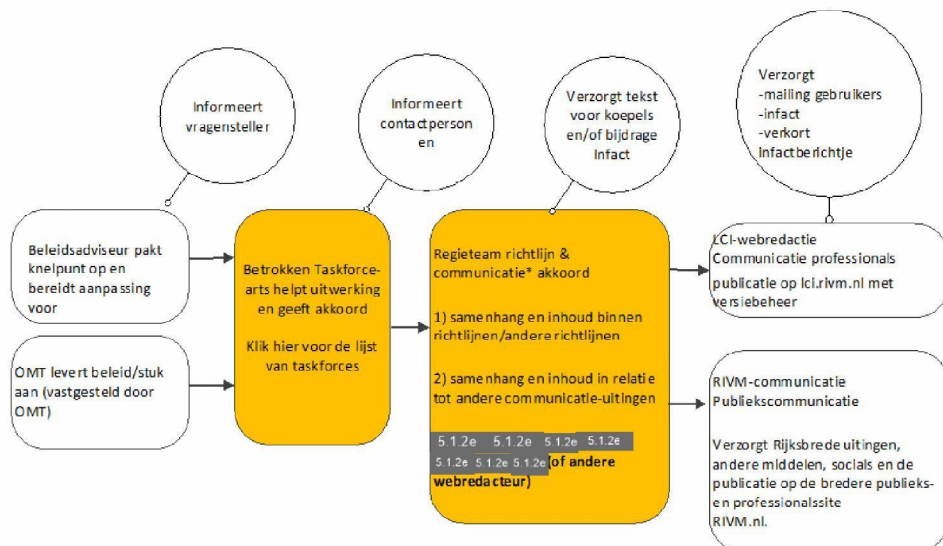 Informeert
vragensteller
Informeert
contactperson
en
Verzorgt tekst
voor koepels
en/of bijdrage
Infact
Verzorgt
-mailing gebruikers
-infact
-verkort
infactberichtje
Beleidsadviseur pakt
knelpunt op en
bereidt aanpassing
voor
OMT levert beleid/stuk
aan (vastgesteld door
OMT)
Betrokken Taskforce-
arts helpt uitwerking
en geeft akkoord
Klik hier voor de lijst
van taskforces
Regieteam richtlijn &
communicatie* akkoord
1) samenhang en inhoud binnen
richtlijnen/andere richtlijnen
2) samenhang en inhoud in relatie
tot andere communicatie-uitingen
5.1.2e 5.1.2e 5.1.2e 5.1.2e
5.1.2e 5.1.2e 5.1.2e (of andere
webredacteur)
LCI-webredactie
Communicatie professionals
publicatie op lci.rivm.nl met
versiebeheer
RIVM-communicatie
Publiekscommunicatie
Verzorgt Rijksbrede uitingen,
andere middelen, socials en de
publicatie op de bredere publieks-
en professionalssite
RIVM.nl.